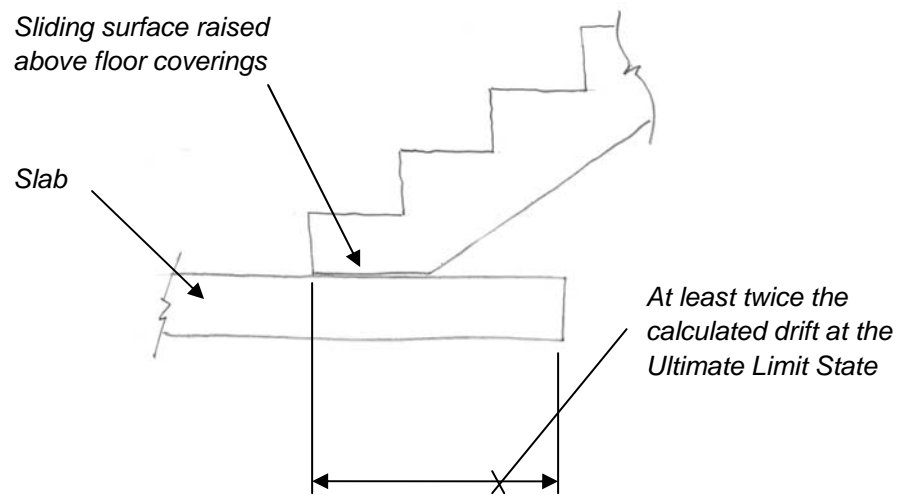 Sliding surface raised
above floor coverings
Slab
At least twice the
calculated drift at the
Ultimate Limit State